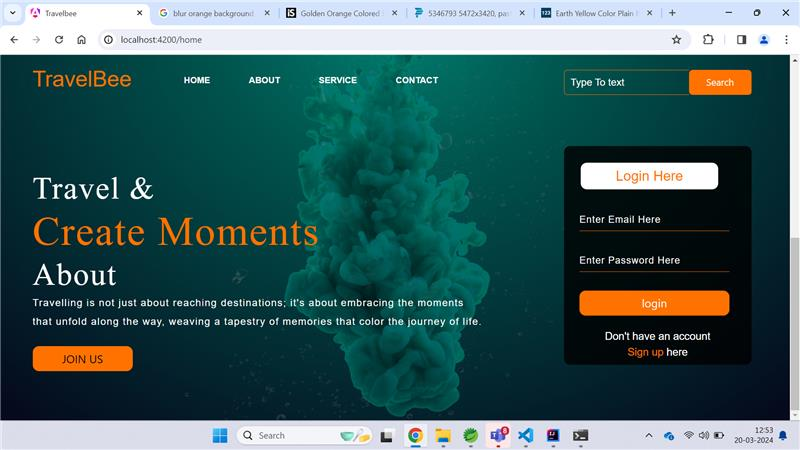 Travelbee
blur orange background
Golden Orange Colored
5346793 5472x3420, pas
123
Earth Yellow Color Plain
localhost:4200/home
TravelBee
HOME
ABOUT
SERVICE
CONTACT
Type To text
Search
Travel &
Create Moments
About
Travelling is not just about reaching destinations; it's about embracing the moments
that unfold along the way, weaving a tapestry of memories that color the journey of life.
JOIN US
Login Here
Enter Email Here
Enter Password Here
login
Don't have an account
Sign up here
Search
8
12:53
20-03-2024